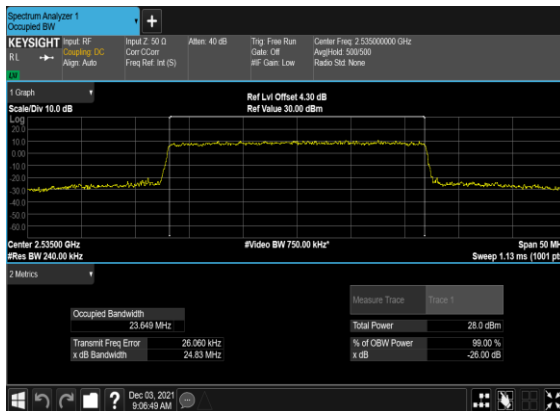 Spectrum Analyzer 1
Occupied BW
KEYSIGHT
RL
Input: RF
Coupling: DC
Align: Auto
Input Z: 50 Ω
Corr CCorr
Freq Ref: Int (S)
Atten: 40 dB
Trig: Free Run
Gate: Off
#IF Gain: Low
Center Freq: 2.535000000 GHz
Avg|Hold: 500/500
Radio Std: None
1 Graph
Scale/Div 10.0 dB
Ref Lvl Offset 4.30 dB
Ref Value 30.00 dBm
Log
20.0
10.0
0.00
-10.0
-20.0
-30.0
-40.0
-50.0
-60.0
Center 2.53500 GHz
#Res BW 240.00 kHz
#Video BW 750.00 kHz*
Span 50 MH
Sweep 1.13 ms (1001 pts
2 Metrics
Occupied Bandwidth
23.649 MHz
Transmit Freq Error 26.060 kHz
x dB Bandwidth 24.83 MHz
Measure Trace Trace 1
Total Power 28.0 dBm
% of OBW Power 99.00 %
x dB -26.00 dB
?
Dec 03, 2021
9:06:49 AM